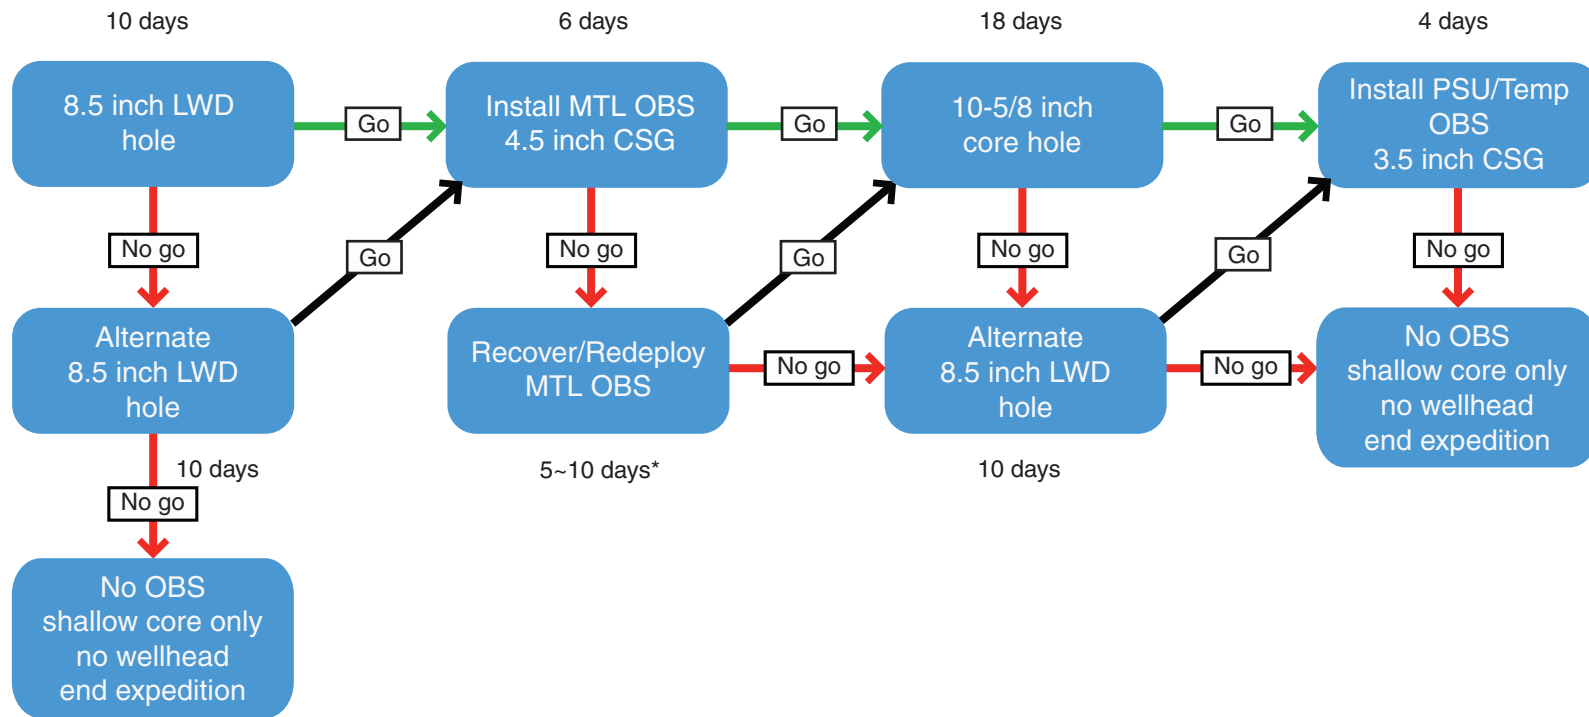 10 days
6 days
18 days
4 days
8.5 inch LWD
hole
Go
Install MTL OBS
4.5 inch CSG
Go
10-5/8 inch
core hole
Go
Install PSU/Temp
OBS
3.5 inch CSG
No go
Go
No go
Go
No go
Go
No go
Alternate
8.5 inch LWD
hole
Recover/Redeploy
MTL OBS
No go
Alternate
8.5 inch LWD
hole
No go
No OBS
shallow core only
no wellhead
end expedition
10 days
5~10 days*
10 days
No go
No OBS
shallow core only
no wellhead
end expedition